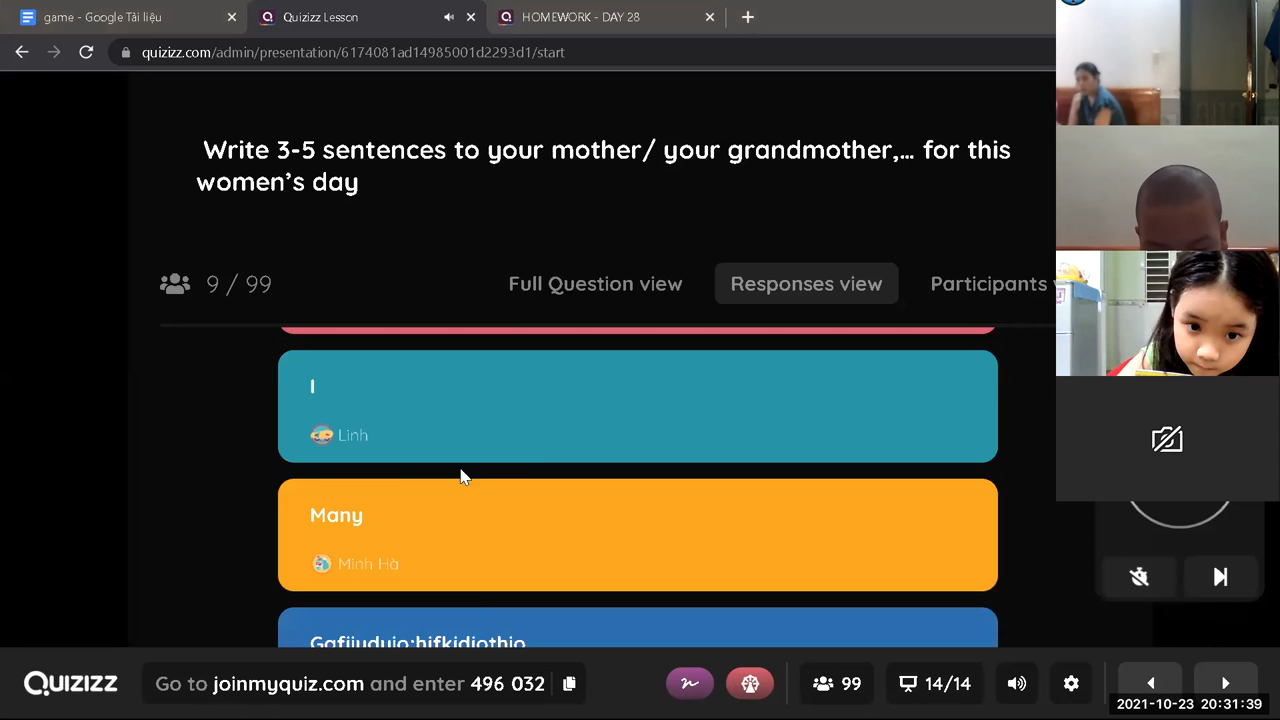 game - Google Tài liệu
Quizizz Lesson
HOMEWORK - DAY 28
quizizz.com/admin/presentation/6174081ad14985001d2293d1/start
Write 3-5 sentences to your mother/ your grandmother,... for this
women's day
9 / 99
Full Question view
Responses view
Participants
I
Linh
Many
Minh Hà
Gafijyduio;hifkidiothio
QUIZIZZ
Go to joinmyquiz.com and enter 496 032
99
14/14
2021-10-23 20:31:39